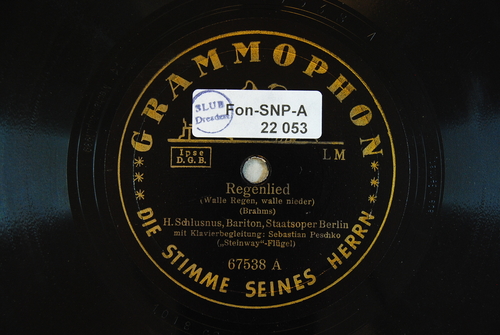 GRAMMOPHON
SLUB
Dresden
Fon-SNP-A
22 053
Ipse
D.G.B.
LM
Regenlied
(Walle Regen, walle nieder)
(Brahms)
H. Schlusnus, Bariton, Staatsoper Berlin
mit Klavierbegleitung: Sebastian Peschko
(„Steinway"-Flügel)
67538 A
DIE STIMME SEINES HERRN